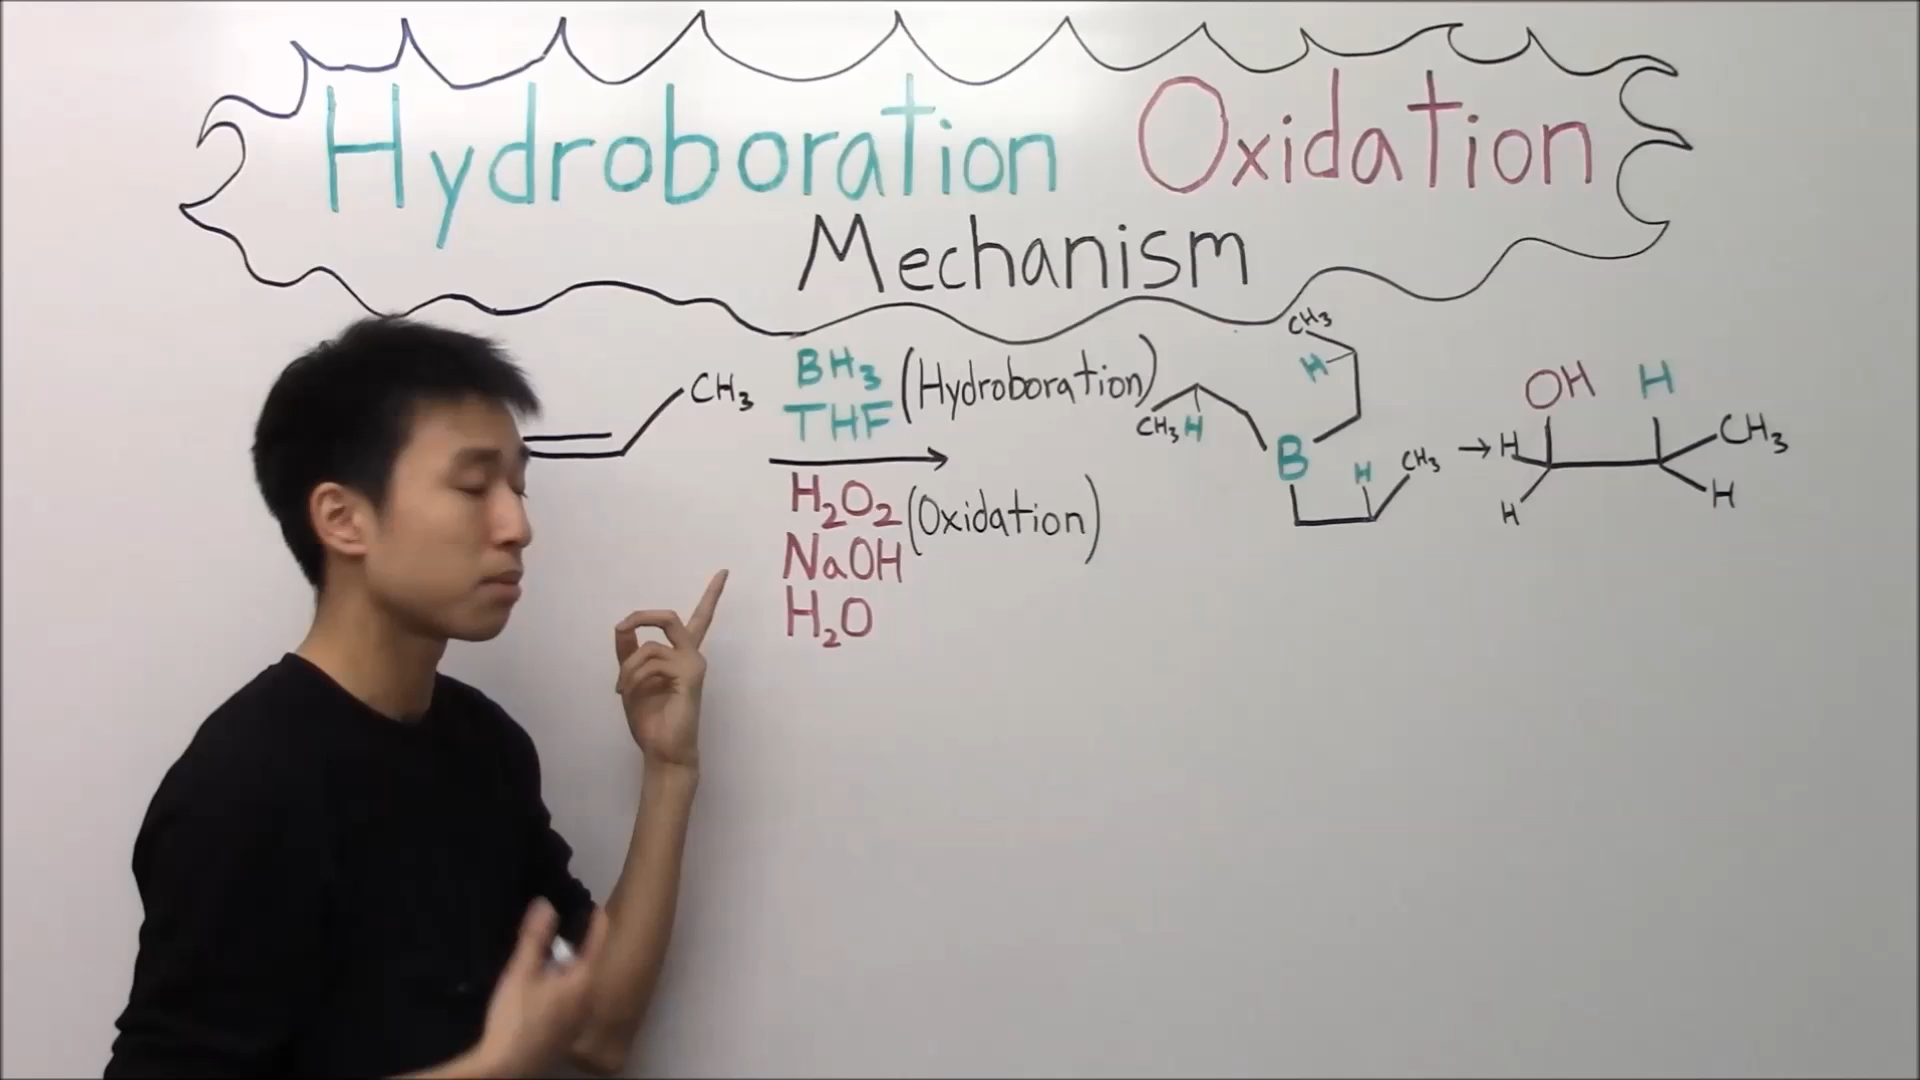 Hydroboration Oxidation
Mechanism
CH₃
BH₃ (Hydroboration)
THF
H₂O₂ (Oxidation)
NaOH
H₂O
CH₃
H
CH₃ H
B
H
CH₃
→
OH H
H
CH₃
H
H